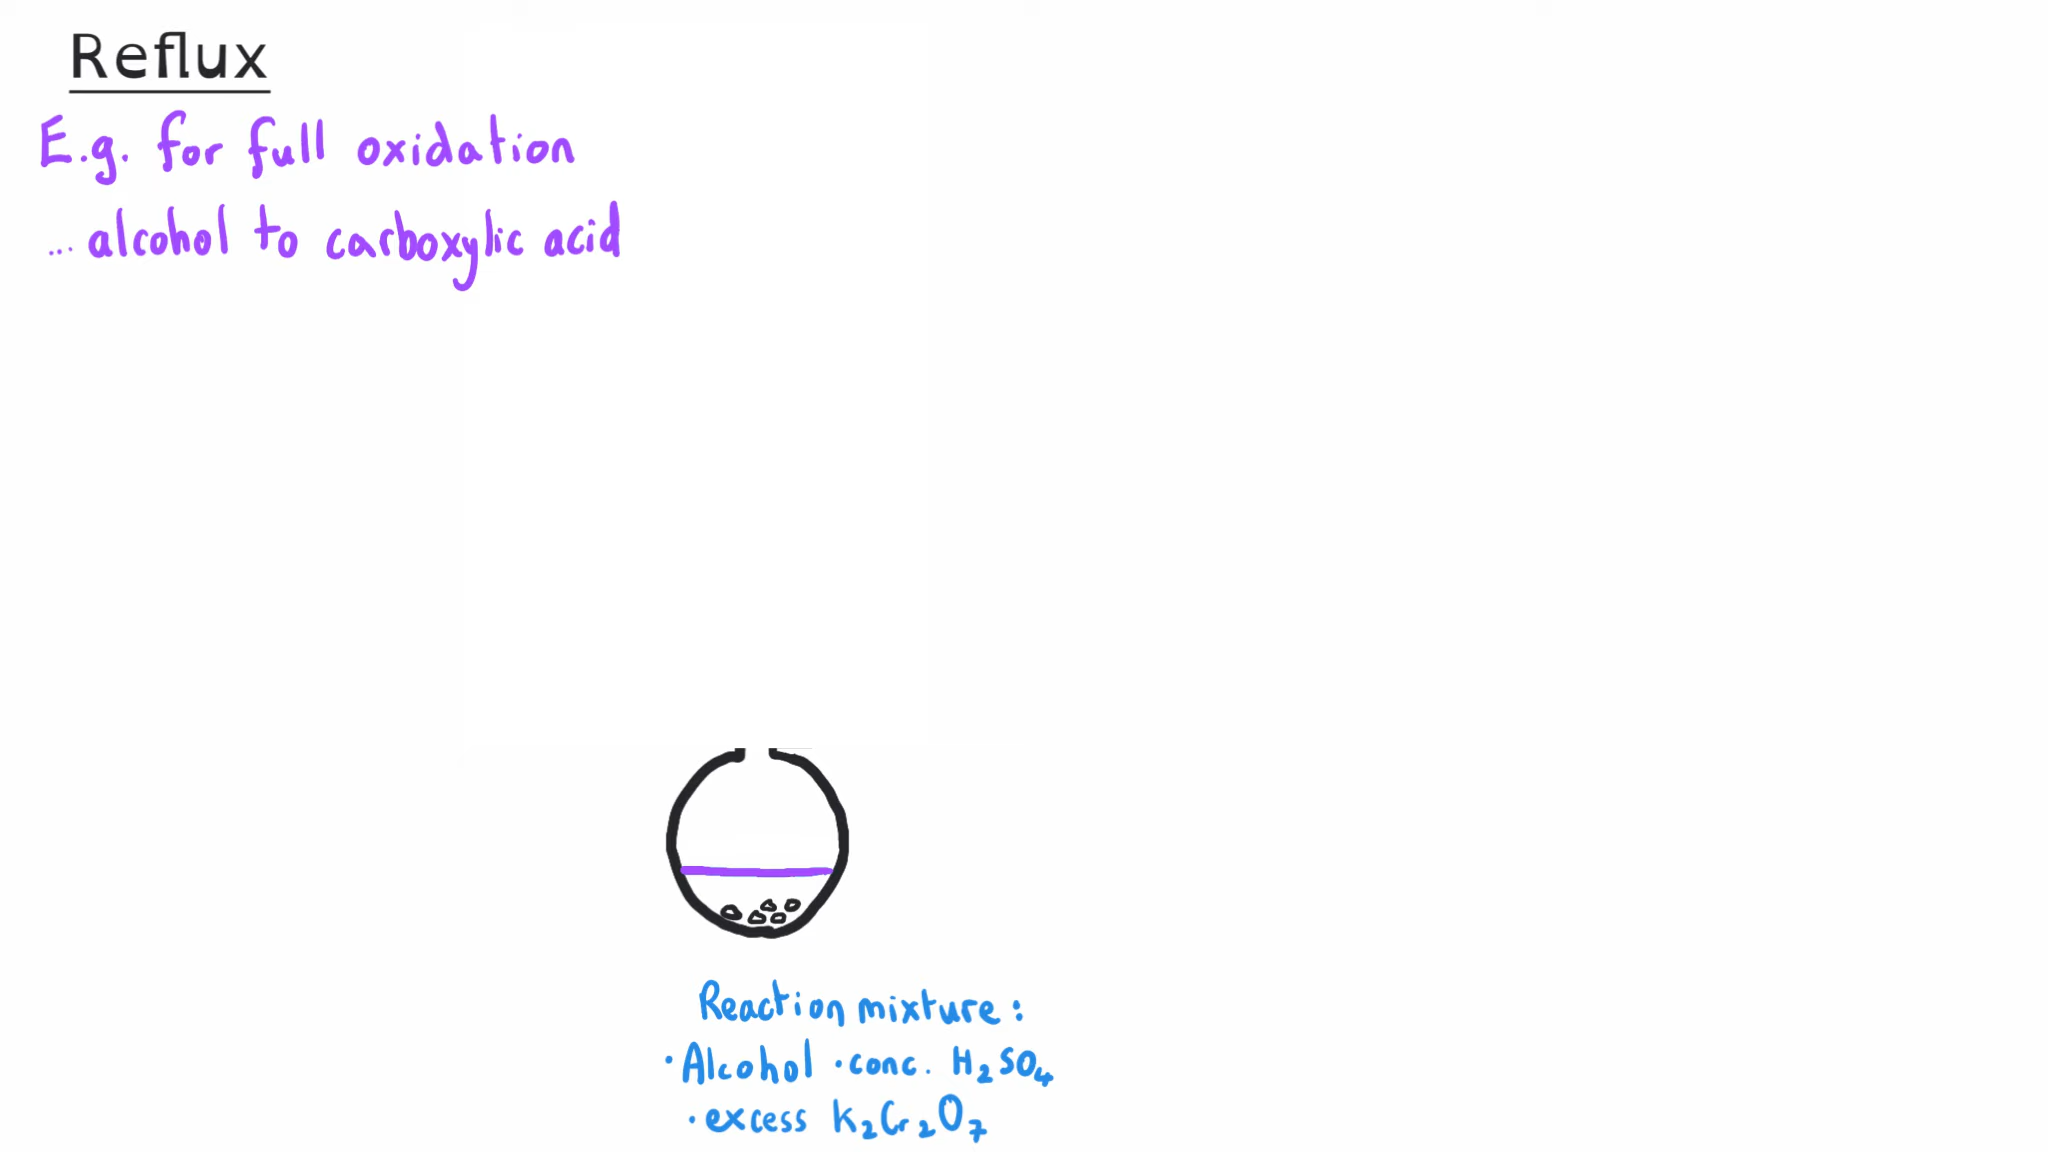 Reflux
E.g. for full oxidation
... alcohol to carboxylic acid
Reaction mixture:
·Alcohol ·conc. H₂SO₄
·excess K₂Cr₂O₇